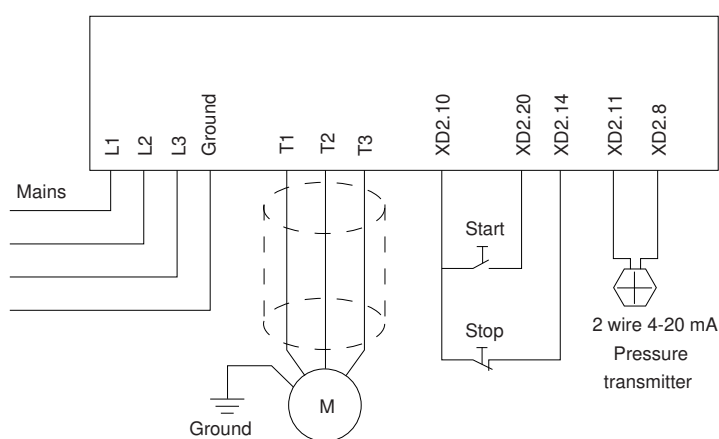 L1
L2
L3
Ground
T1
T2
T3
XD2.10
XD2.20
XD2.14
XD2.11
XD2.8
Mains
Start
Stop
2 wire 4-20 mA
Pressure
transmitter
M
Ground